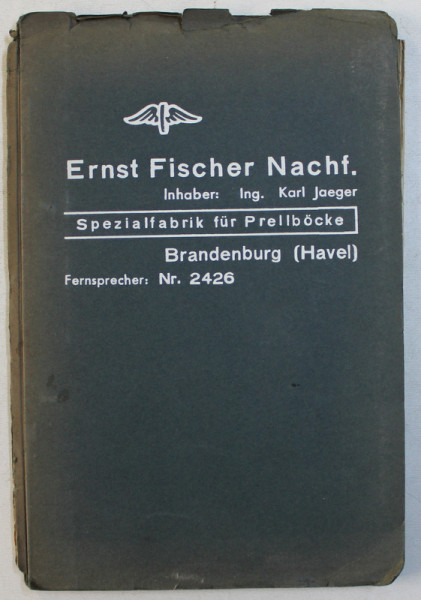 Ernst Fischer Nachf.
Inhaber: Ing. Karl Jaeger
Spezialfabrik für Prellböcke
Brandenburg (Havel)
Fernsprecher: Nr. 2426